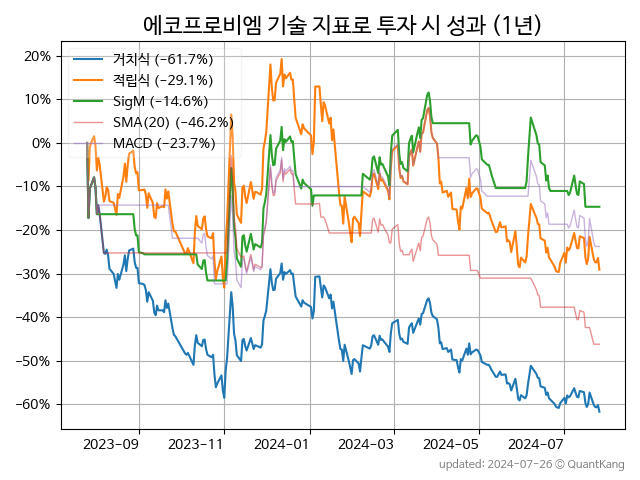 에코프로비엠 기술 지표로 투자 시 성과 (1년)
거치식 (−61.7%)
적립식 (−29.1%)
SigM (−14.6%)
SMA(20) (−46.2%)
MACD (−23.7%)
20%
10%
0%
−10%
−20%
−30%
−40%
−50%
−60%
2023-09 2023-11 2024-01 2024-03 2024-05 2024-07
updated: 2024-07-26 © QuantKang